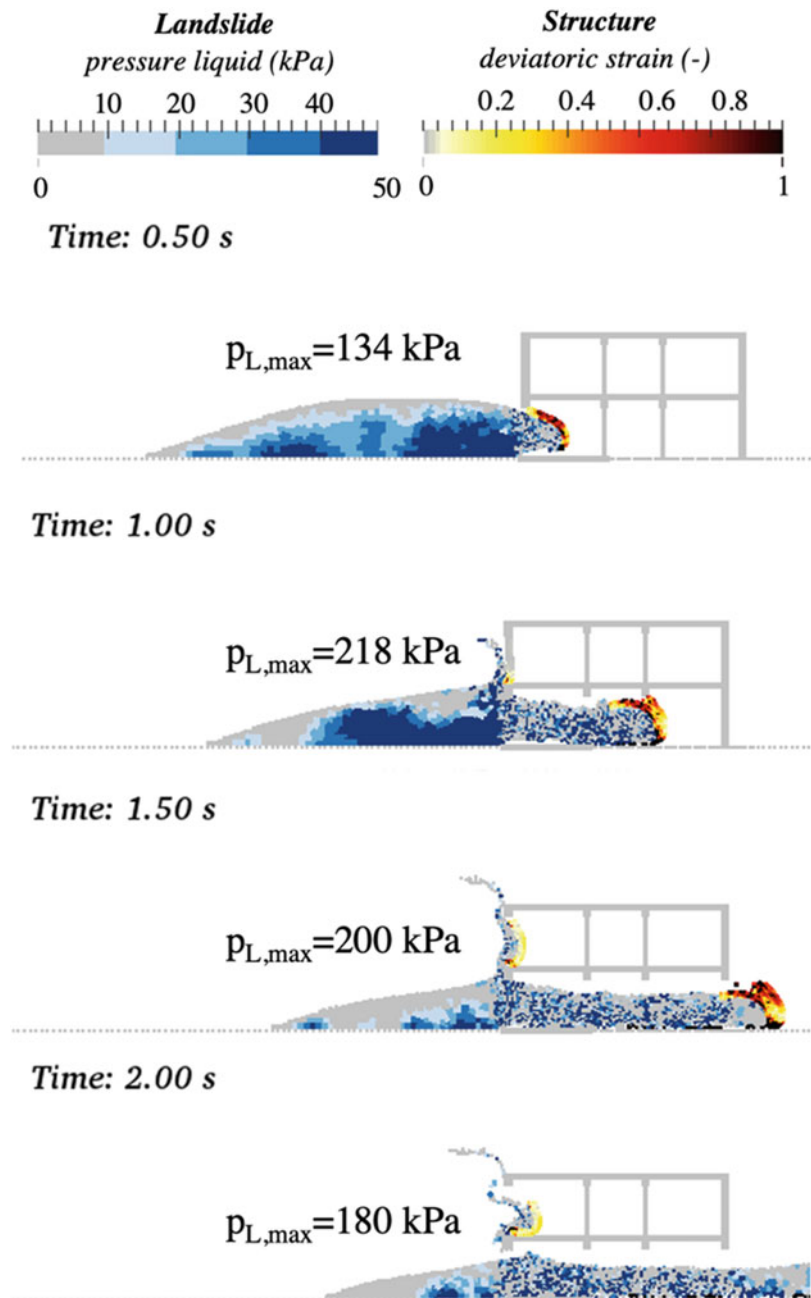 Landslide
pressure liquid (kPa)
10 20 30 40
0 50
Structure
deviatoric strain (-)
0.2 0.4 0.6 0.8
0 1
Time: 0.50 s
pL,max=134 kPa
Time: 1.00 s
pL,max=218 kPa
Time: 1.50 s
pL,max=200 kPa
Time: 2.00 s
pL,max=180 kPa